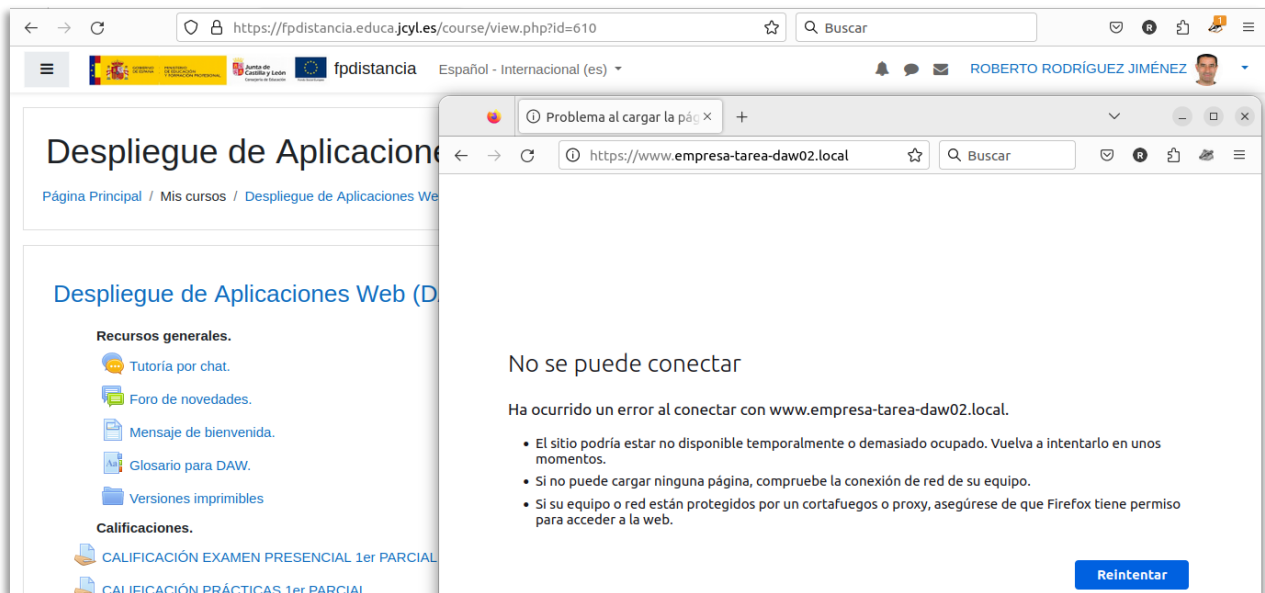 https://fpdistancia.educa.jcyl.es/course/view.php?id=610
Buscar
Junta de
Castilla y León
fpdistancia
Español - Internacional (es)
ROBERTO RODRÍGUEZ JIMÉNEZ
Despliegue de Aplicacione
Página Principal / Mis cursos / Despliegue de Aplicaciones We
Despliegue de Aplicaciones Web (D
Recursos generales.
Tutoría por chat.
Foro de novedades.
Mensaje de bienvenida.
Glosario para DAW.
Versiones imprimibles
Calificaciones.
CALIFICACIÓN EXAMEN PRESENCIAL 1er PARCIAL
CALIFICACIÓN PRÁCTICAS 1er PARCIAL
Problema al cargar la pág
https://www.empresa-tarea-daw02.local
Buscar
No se puede conectar
Ha ocurrido un error al conectar con www.empresa-tarea-daw02.local.
El sitio podría estar no disponible temporalmente o demasiado ocupado. Vuelva a intentarlo en unos
momentos.
Si no puede cargar ninguna página, compruebe la conexión de red de su equipo.
Si su equipo o red están protegidos por un cortafuegos o proxy, asegúrese de que Firefox tiene permiso
para acceder a la web.
Reintentar